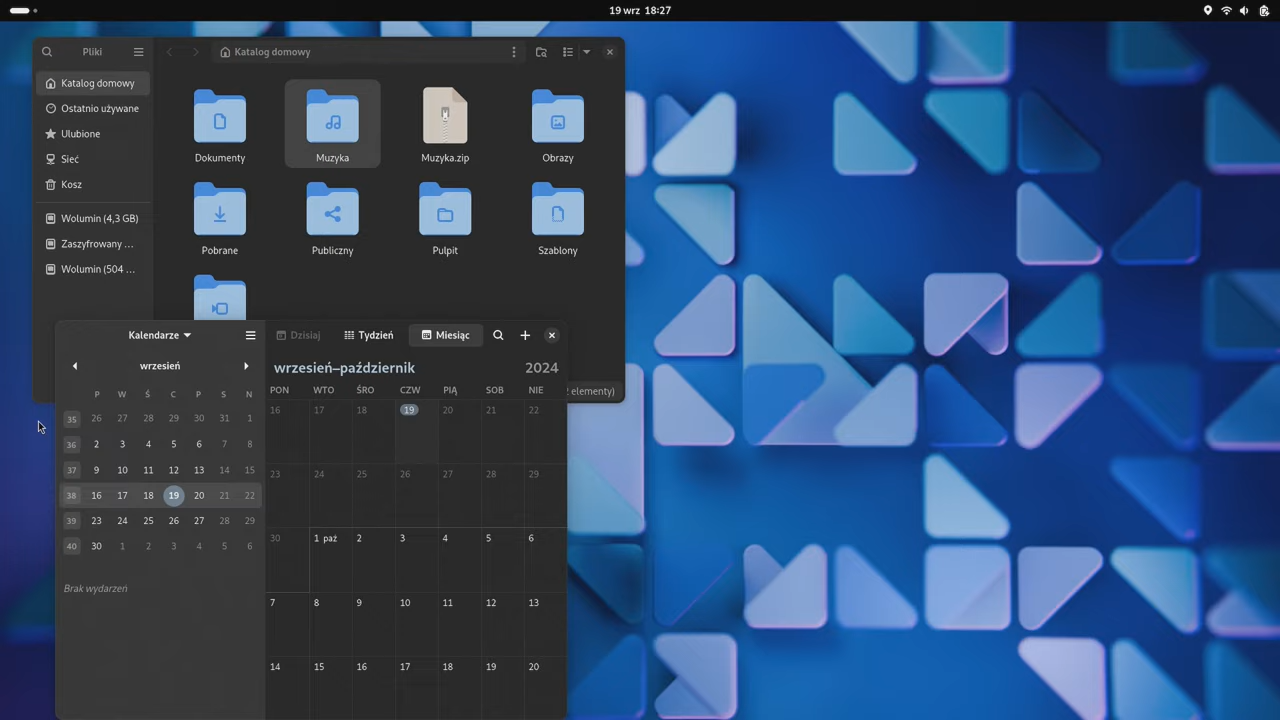 19 wrz 18:27
Pliki
Katalog domowy
Katalog domowy
Ostatnio używane
Ulubione
Sieć
Kosz
Wolumin (4,3 GB)
Zaszyfrowany …
Wolumin (504 …
Dokumenty
Muzyka
Muzyka.zip
Obrazy
Pobrane
Publiczny
Pulpit
Szablony
elementy)
Kalendarze
Dzisiaj
Tydzień
Miesiąc
wrzesień
P W Ś C P S N
35 26 27 28 29 30 31 1
36 2 3 4 5 6 7 8
37 9 10 11 12 13 14 15
38 16 17 18 19 20 21 22
39 23 24 25 26 27 28 29
40 30 1 2 3 4 5 6
Brak wydarzeń
wrzesień–październik 2024
PON WTO ŚRO CZW PIĄ SOB NIE
16 17 18 19 20 21 22
23 24 25 26 27 28 29
30 1 paź 2 3 4 5 6
7 8 9 10 11 12 13
14 15 16 17 18 19 20